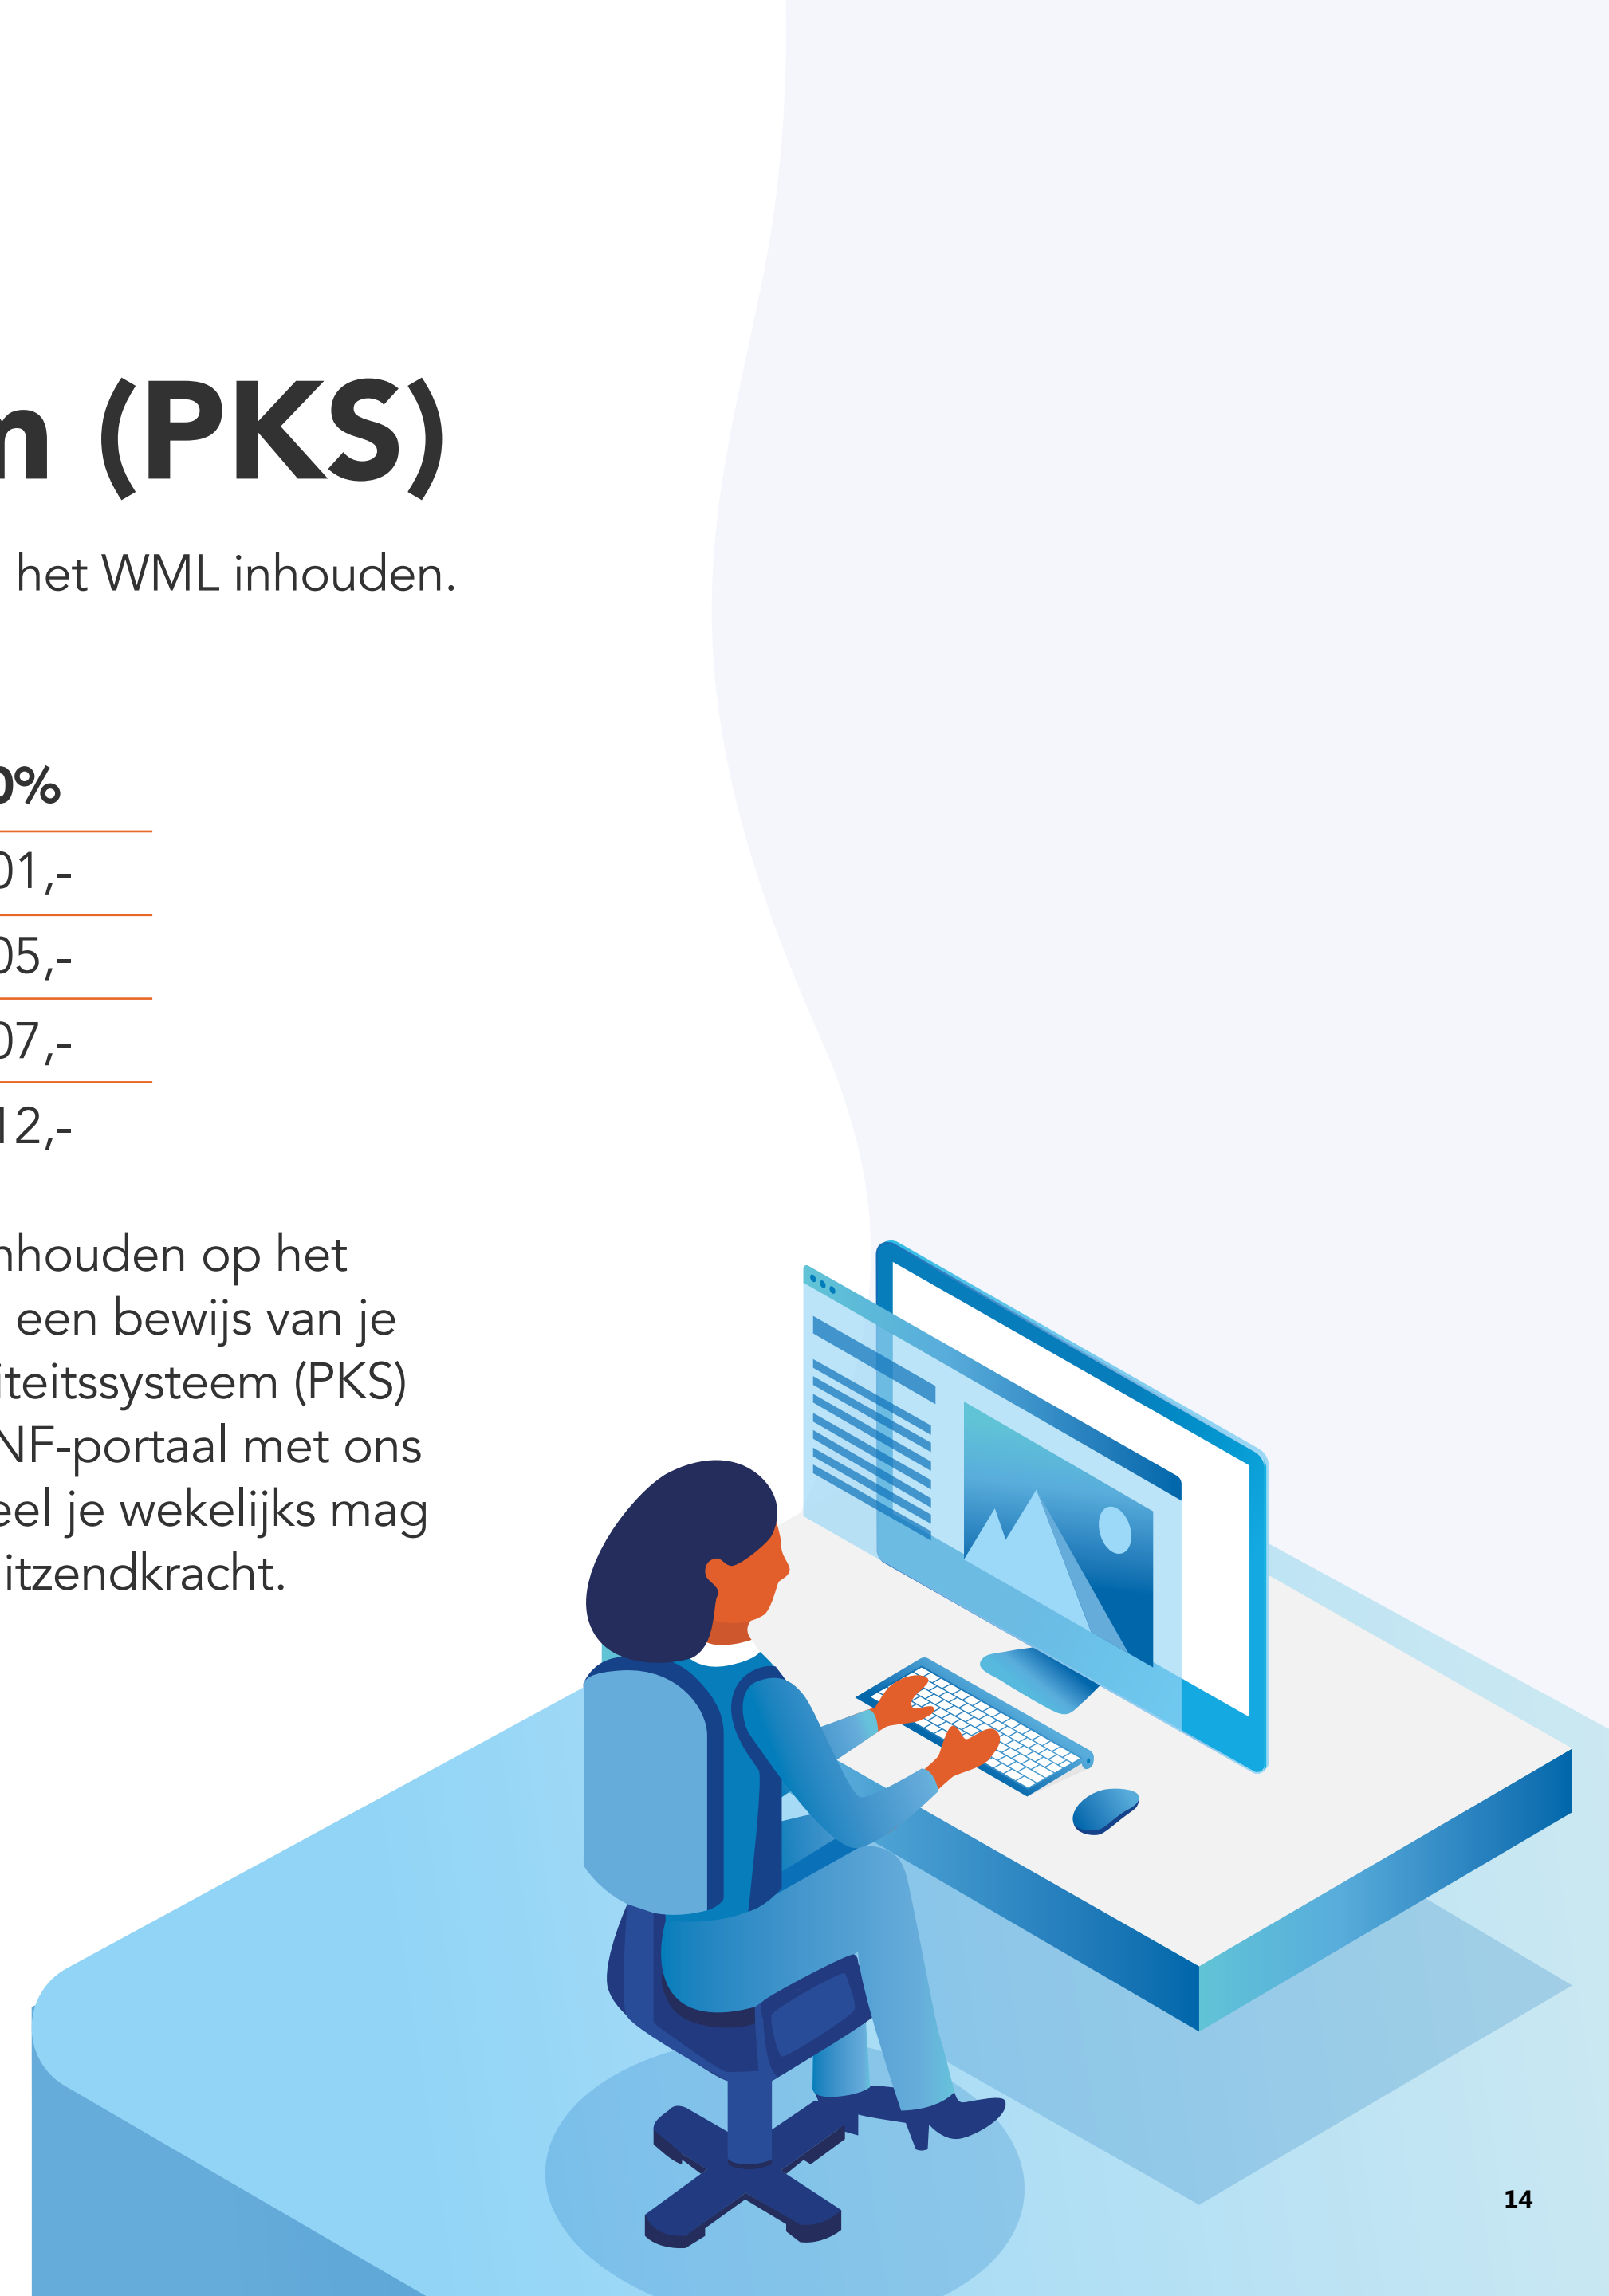 (PKS)
het WML inhouden.
0%
01,-
05,-
07,-
12,-
nhouden op het
een bewijs van je
iteitssysteem (PKS)
NF-portaal met ons
eel je wekelijks mag
itzendkracht.
14